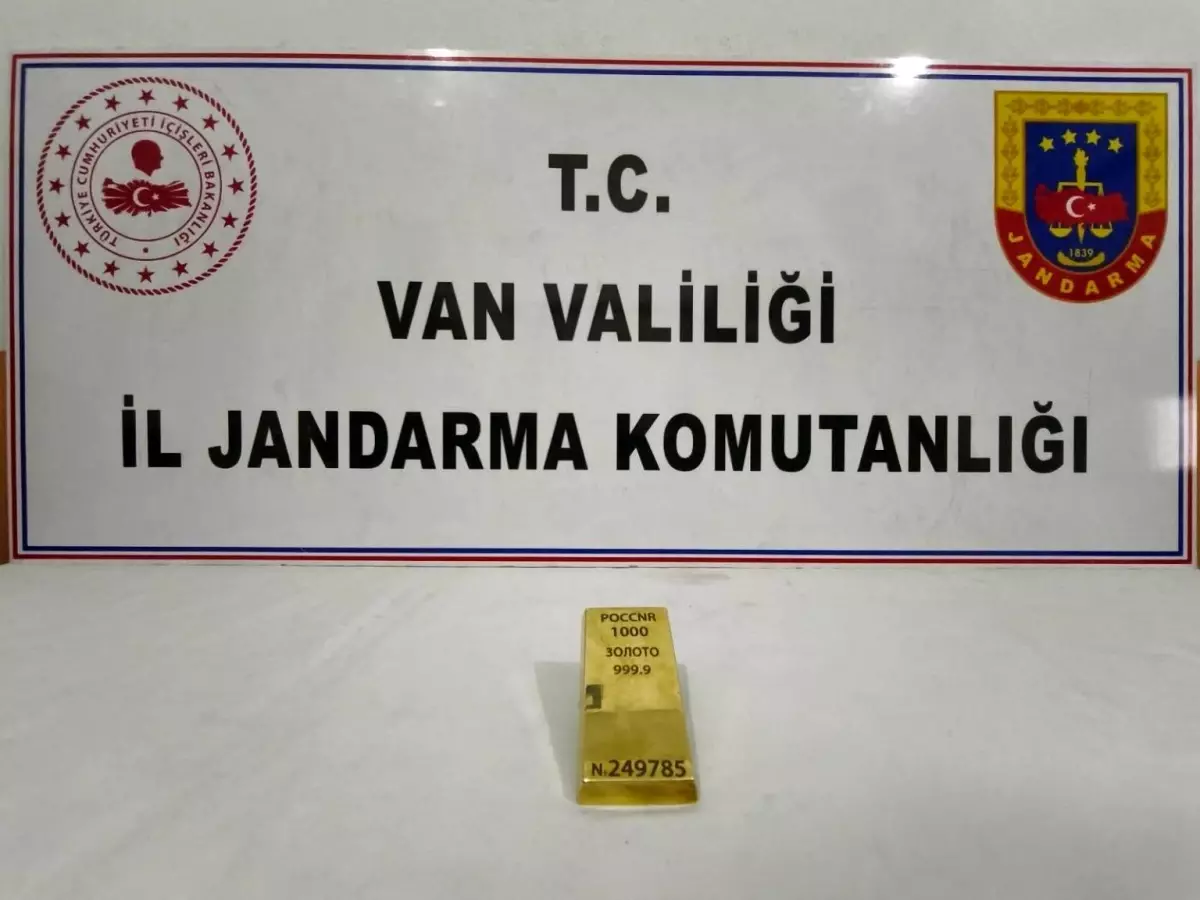 TÜRKİYE CUMHURİYETİ İÇİŞLERİ BAKANLIĞI
T.C.
VAN VALİLİĞİ
İL JANDARMA KOMUTANLIĞI
1839
JANDARMA
POCCNR
1000
ЗОЛОТО
999.9
N.249785